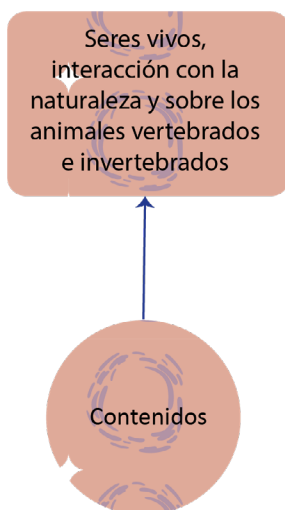 Seres vivos,
interacción con la
naturaleza y sobre los
animales vertebrados
e invertebrados
Contenidos